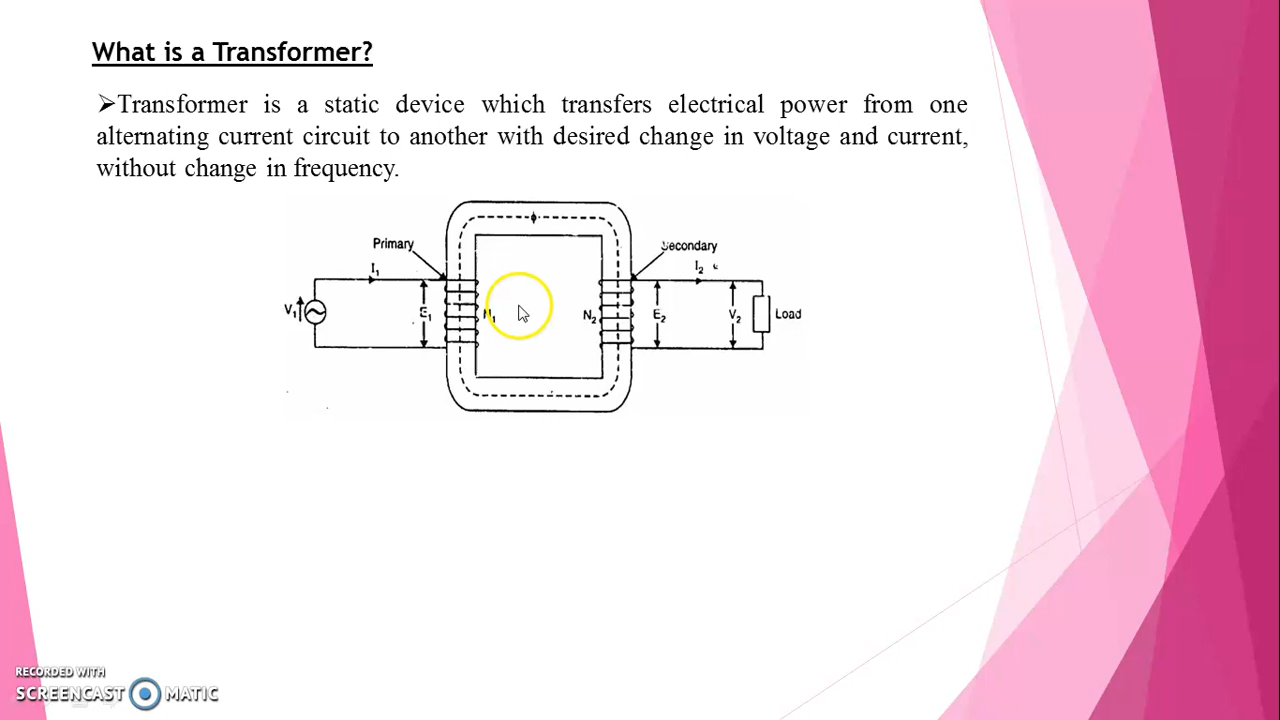 What is a Transformer?
➢Transformer is a static device which transfers electrical power from one
alternating current circuit to another with desired change in voltage and current,
without change in frequency.
ϕ
Primary
Secondary
I₁
I₂
V₁
E₁
N₁
N₂
E₂
V₂
Load
RECORDED WITH
SCREENCAST MATIC